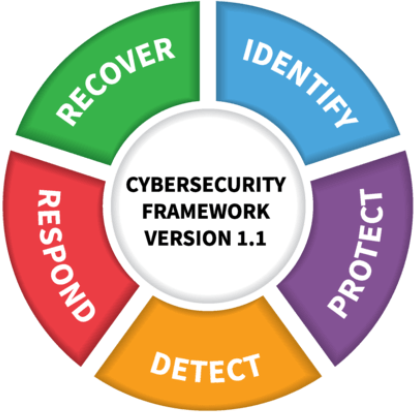 CYBERSECURITY
FRAMEWORK
VERSION 1.1
IDENTIFY
PROTECT
DETECT
RESPOND
RECOVER